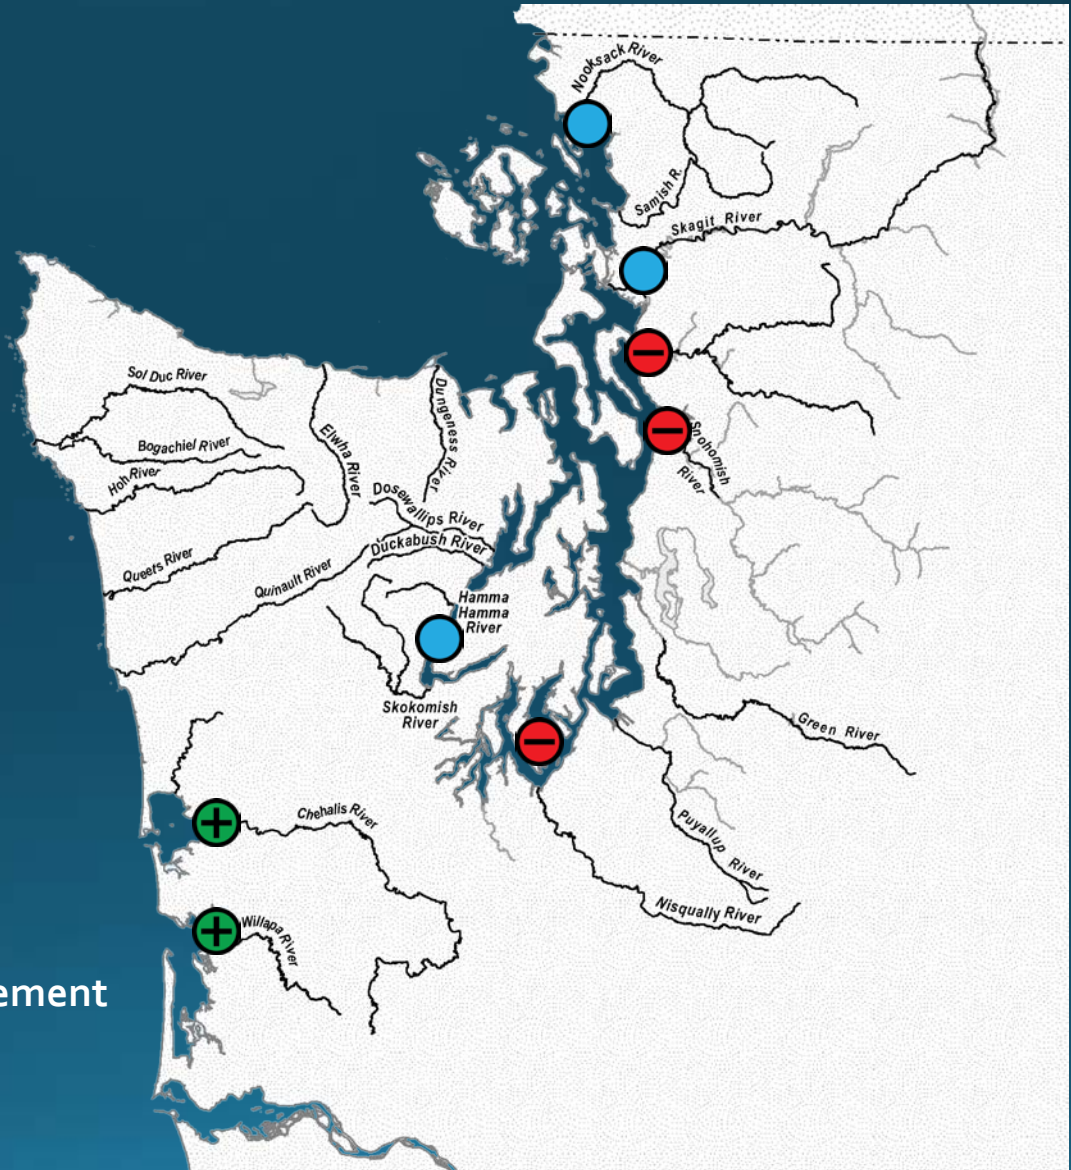 Nooksack River
Samish R.
Skagit River
Sol Duc River
Bogachiel River
Hoh River
Elwha River
Dungeness River
Snohomish
River
Dosewallips River
Duckabush River
Queets River
Quinault River
Hamma
Hamma
River
Skokomish
River
Green River
Chehalis River
Puyallup
River
Nisqually River
Willapa River
ement